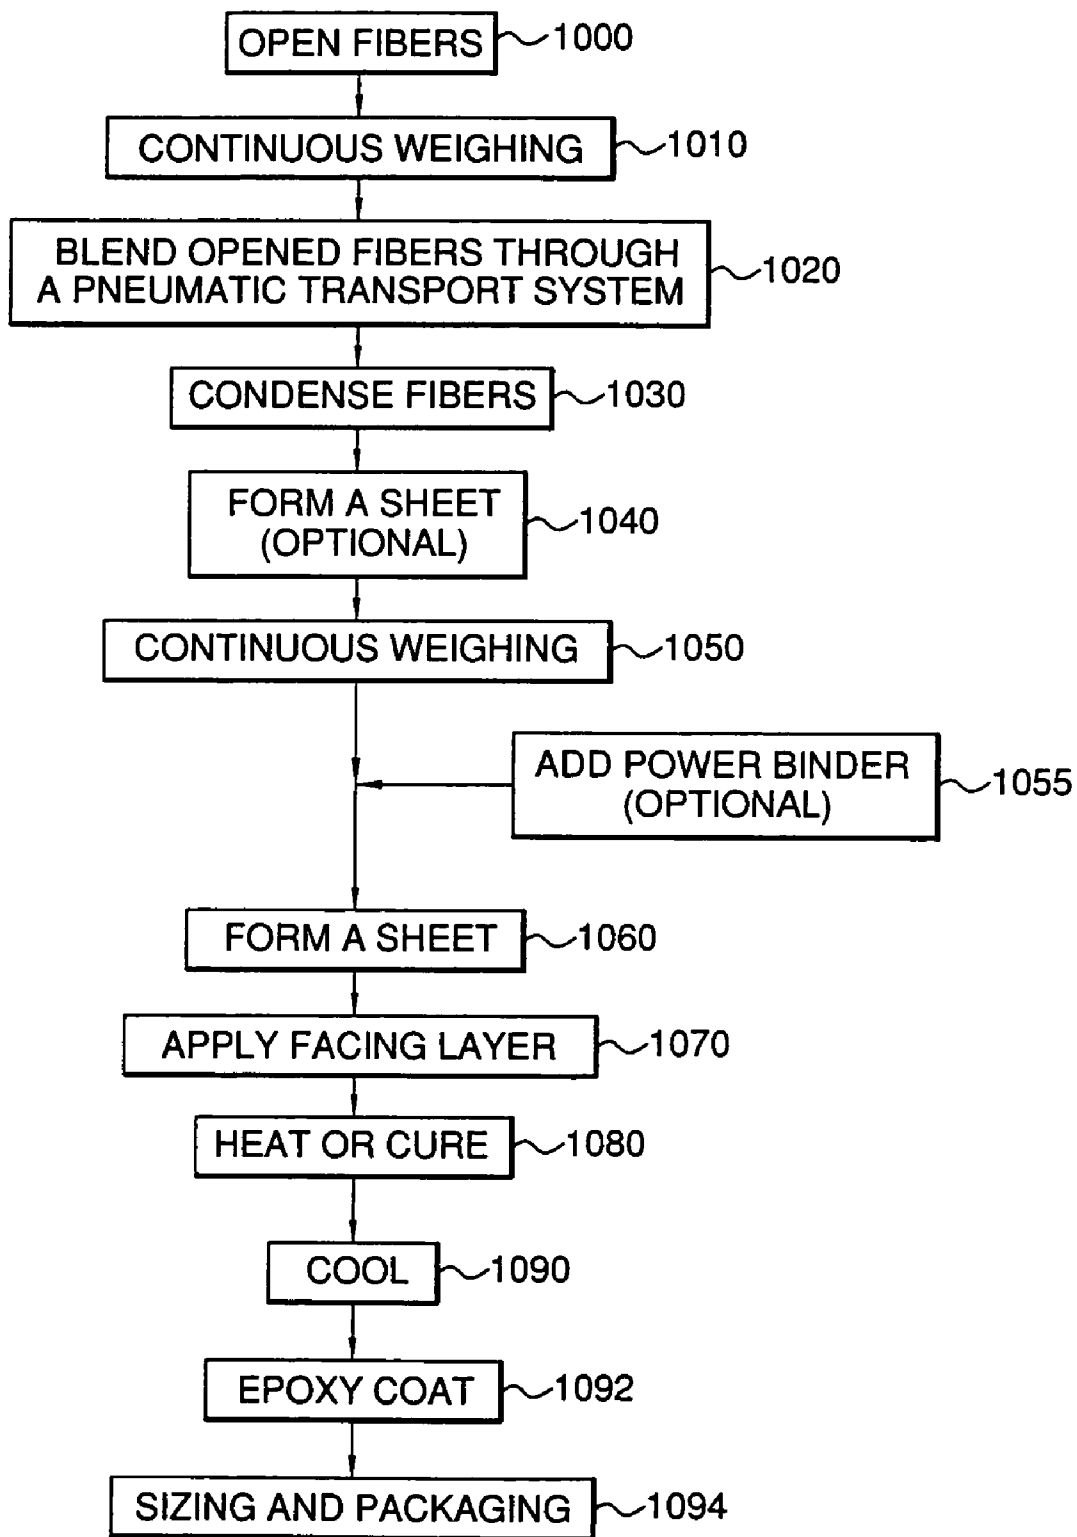 OPEN FIBERS 1000
CONTINUOUS WEIGHING 1010
BLEND OPENED FIBERS THROUGH
A PNEUMATIC TRANSPORT SYSTEM 1020
CONDENSE FIBERS 1030
FORM A SHEET
(OPTIONAL) 1040
CONTINUOUS WEIGHING 1050
ADD POWER BINDER
(OPTIONAL) 1055
FORM A SHEET 1060
APPLY FACING LAYER 1070
HEAT OR CURE 1080
COOL 1090
EPOXY COAT 1092
SIZING AND PACKAGING 1094